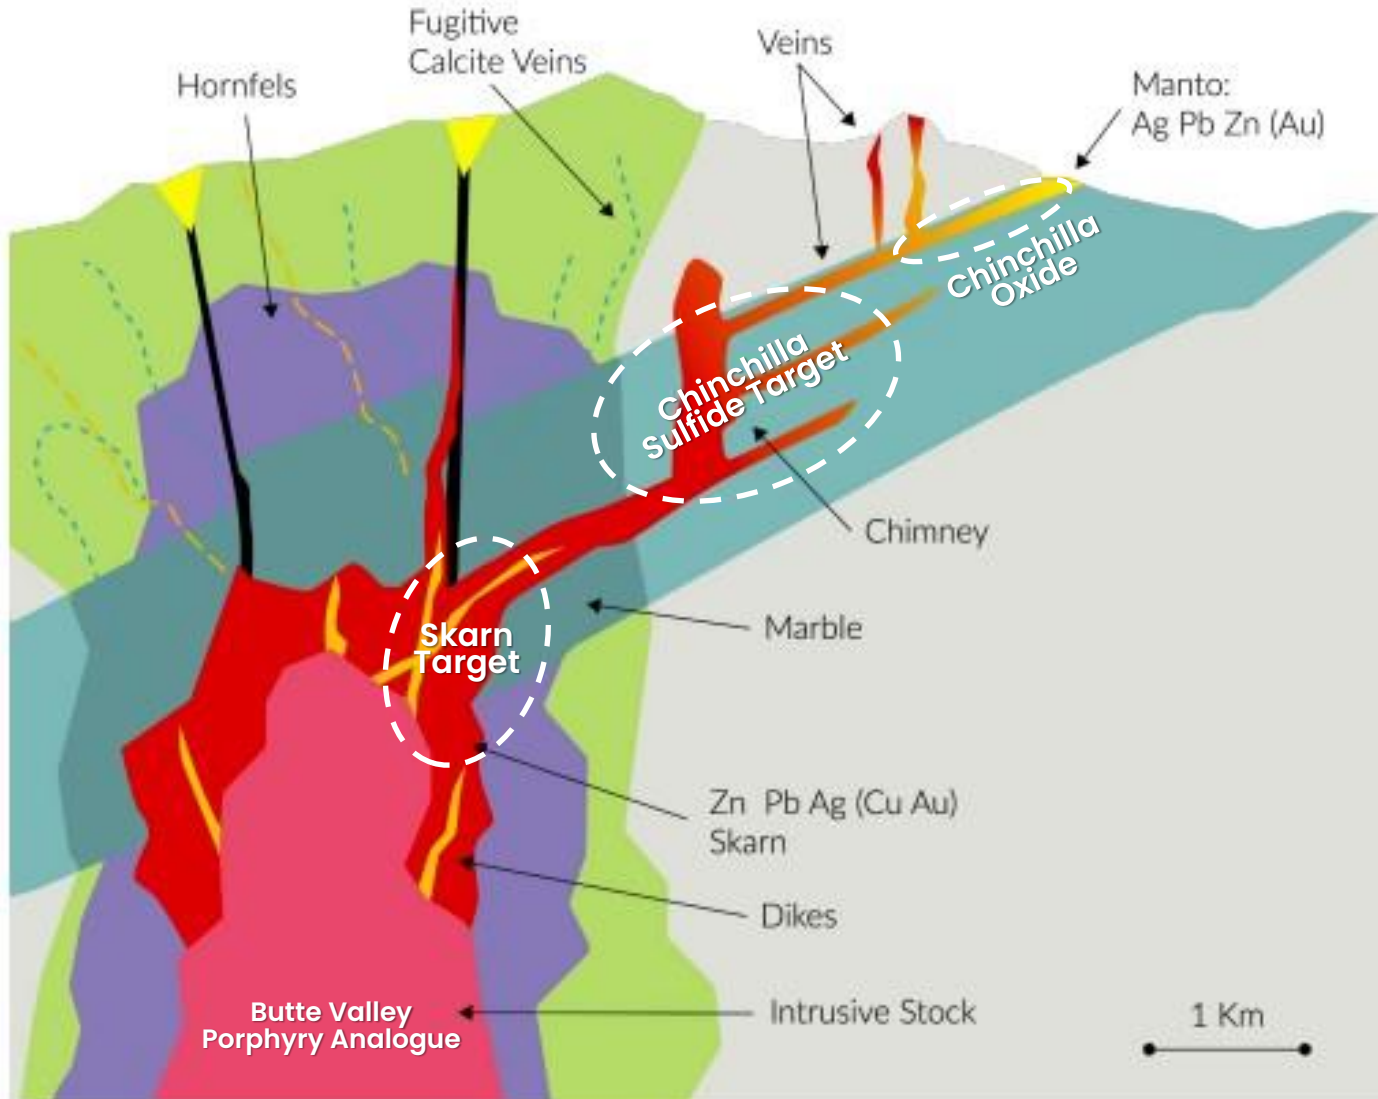 Fugitive
Calcite Veins
Veins
Hornfels
Manto:
Ag Pb Zn (Au)
Chinchilla
Oxide
Chinchilla
Sulfide Target
Chimney
Marble
Skarn
Target
Zn  Pb Ag (Cu Au)
Skarn
Dikes
Butte Valley
Porphyry Analogue
Intrusive Stock
1 Km